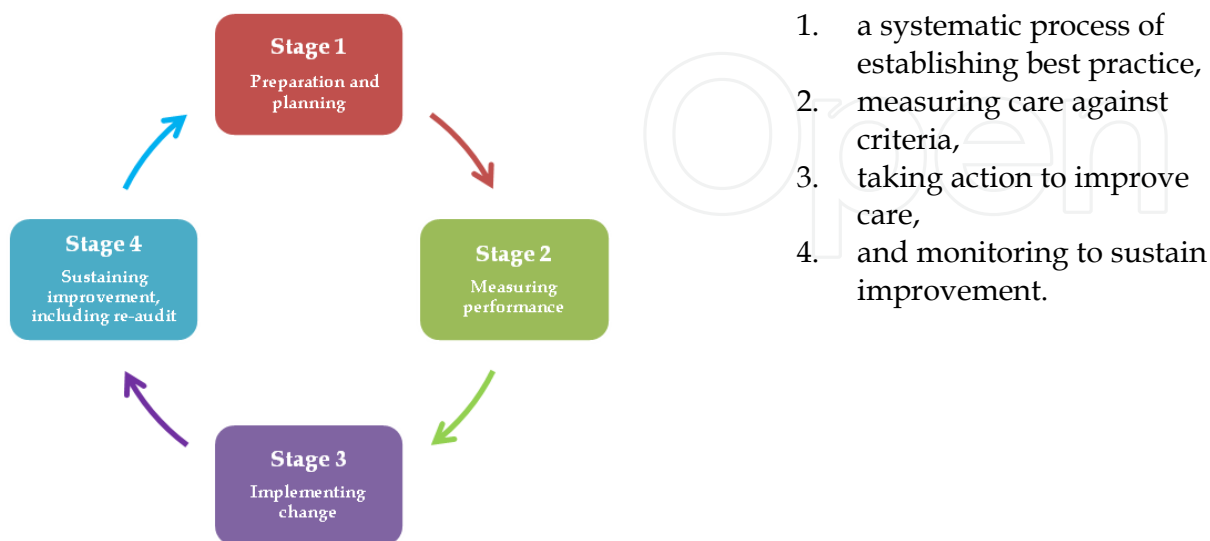 Stage 1
Preparation and
planning
Stage 2
Measuring
performance
Stage 3
Implementing
change
Stage 4
Sustaining
improvement,
including re-audit
1. a systematic process of
establishing best practice,
2. measuring care against
criteria,
3. taking action to improve
care,
4. and monitoring to sustain
improvement.
Open